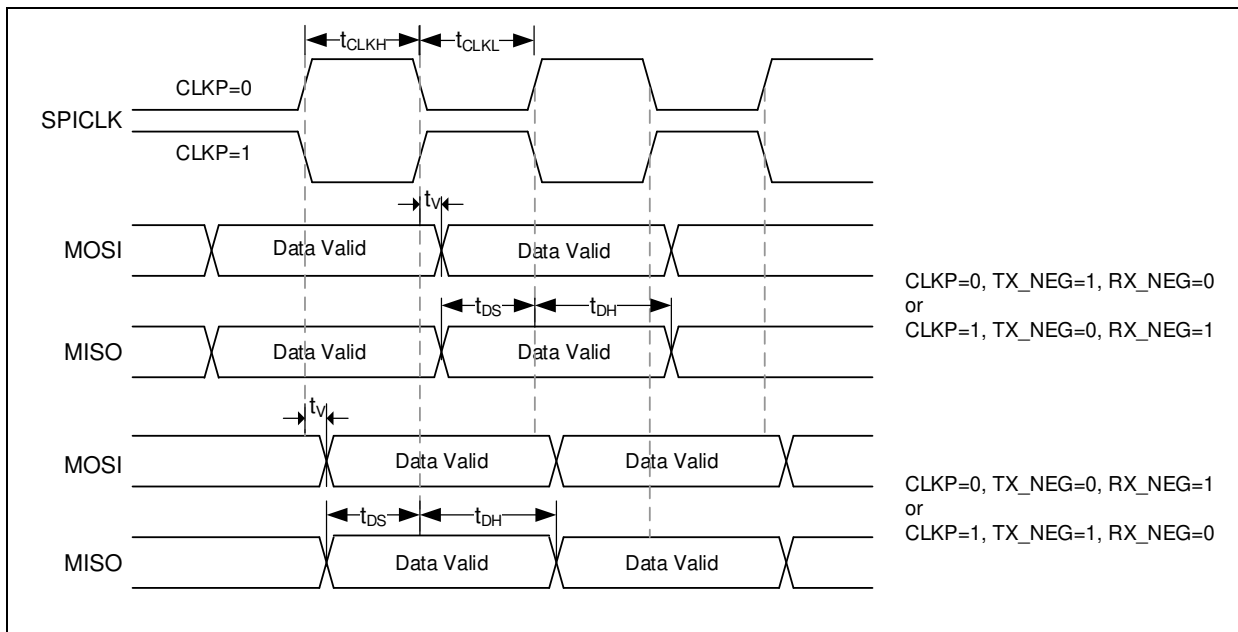 tCLKH
tCLKL
CLKP=0
SPICLK
CLKP=1
tV
MOSI
Data Valid
Data Valid
CLKP=0, TX_NEG=1, RX_NEG=0
or
CLKP=1, TX_NEG=0, RX_NEG=1
tDS
tDH
MISO
Data Valid
Data Valid
tV
MOSI
Data Valid
Data Valid
CLKP=0, TX_NEG=0, RX_NEG=1
or
CLKP=1, TX_NEG=1, RX_NEG=0
tDS
tDH
MISO
Data Valid
Data Valid